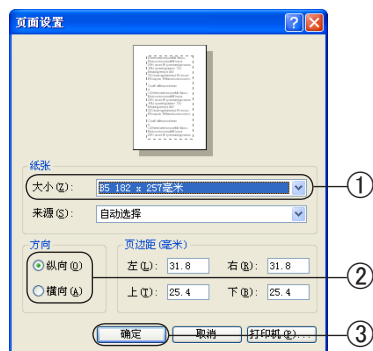 页面设置
纸张
大小(Z): B5 182 x 257毫米 ①
来源(S): 自动选择
方向
纵向(O)
横向(A)
②
页边距(毫米)
左(L): 31.8 右(R): 31.8
上(T): 25.4 下(B): 25.4
确定 取消 打印机(P)... ③